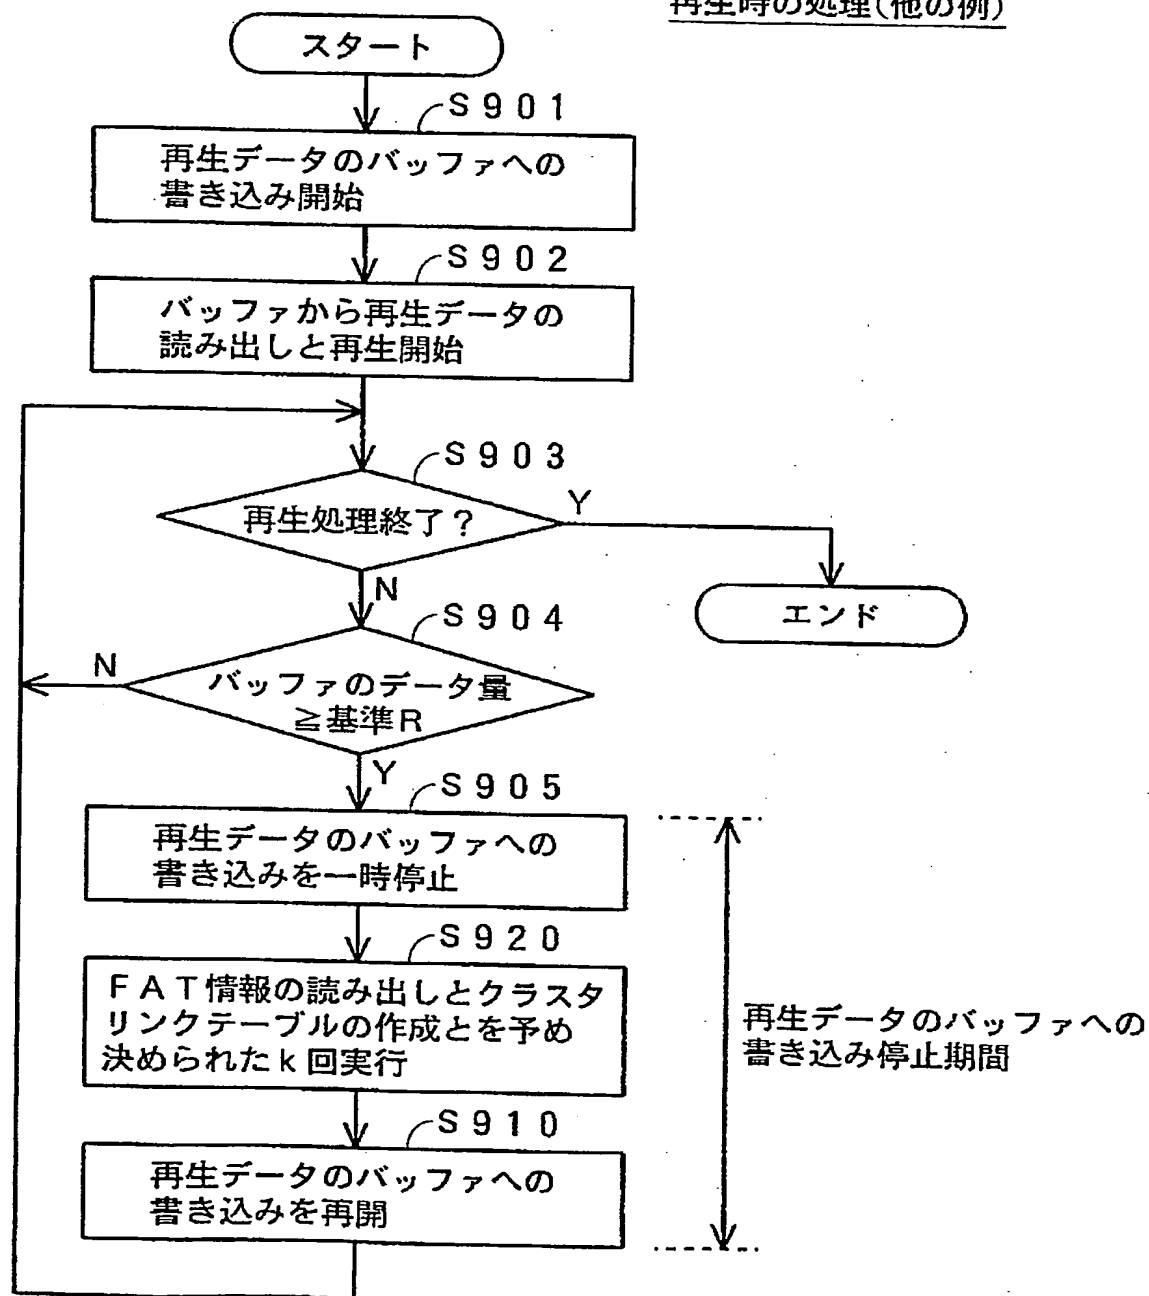 再生時の処理(他の例)
スタート
S901
再生データのバッファへの
書き込み開始
S902
バッファから再生データの
読み出しと再生開始
S903
再生処理終了?
Y
N
エンド
S904
N
バッファのデータ量
≧基準R
Y
S905
再生データのバッファへの
書き込みを一時停止
S920
FAT情報の読み出しとクラスタ
リンクテーブルの作成とを予め
決められたk回実行
再生データのバッファへの
書き込み停止期間
S910
再生データのバッファへの
書き込みを再開